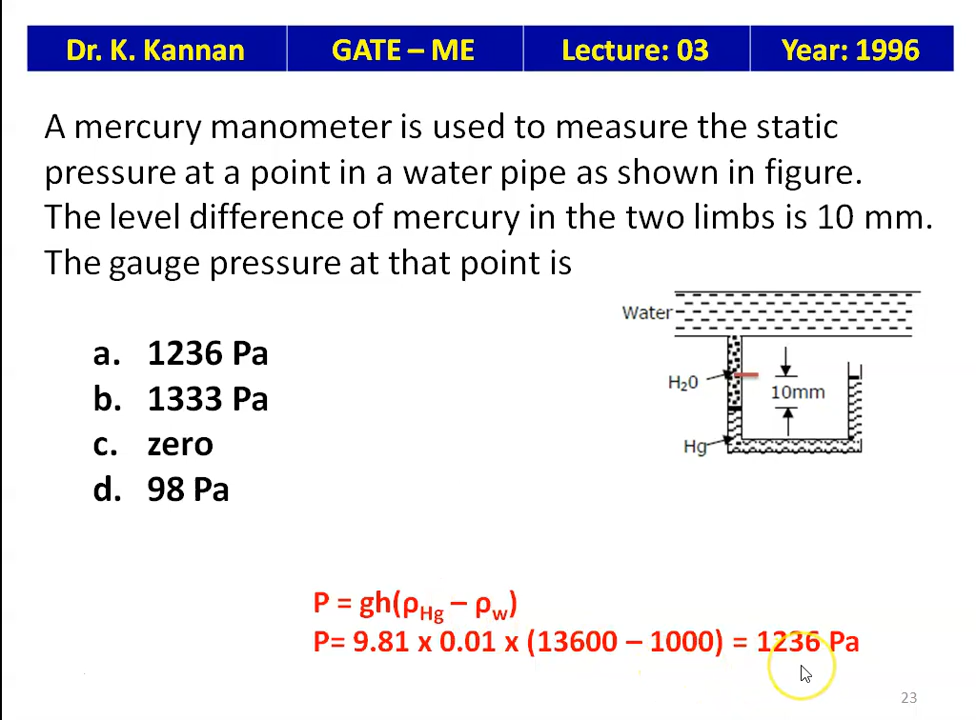 Dr. K. Kannan GATE – ME Lecture: 03 Year: 1996
A mercury manometer is used to measure the static
pressure at a point in a water pipe as shown in figure.
The level difference of mercury in the two limbs is 10 mm.
The gauge pressure at that point is
Water
a. 1236 Pa
b. 1333 Pa
c. zero
d. 98 Pa
H₂0
10mm
Hg
P = gh(ρHg – ρw)
P= 9.81 x 0.01 x (13600 – 1000) = 1236 Pa
23